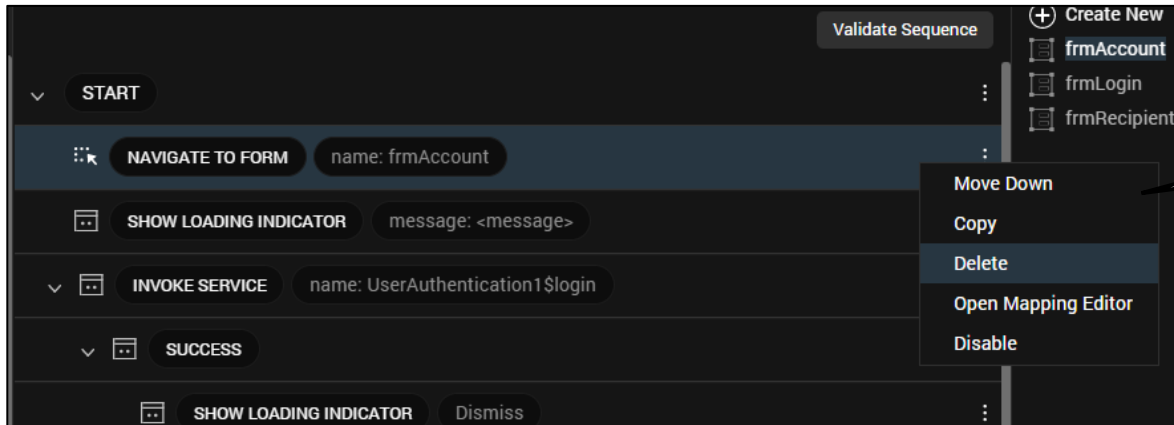 Validate Sequence
Create New
frmAccount
frmLogin
frmRecipient
START
NAVIGATE TO FORM name: frmAccount
SHOW LOADING INDICATOR message: <message>
INVOKE SERVICE name: UserAuthentication1$login
SUCCESS
SHOW LOADING INDICATOR Dismiss
Move Down
Copy
Delete
Open Mapping Editor
Disable